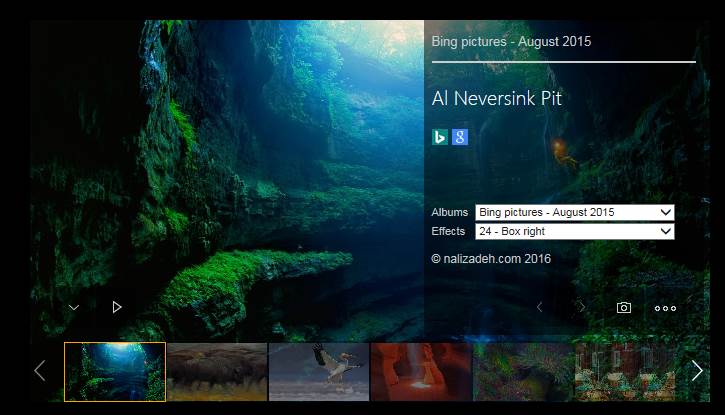 Bing pictures - August 2015
Al Neversink Pit
Albums Bing pictures - August 2015
Effects 24 - Box right
© nalizadeh.com 2016